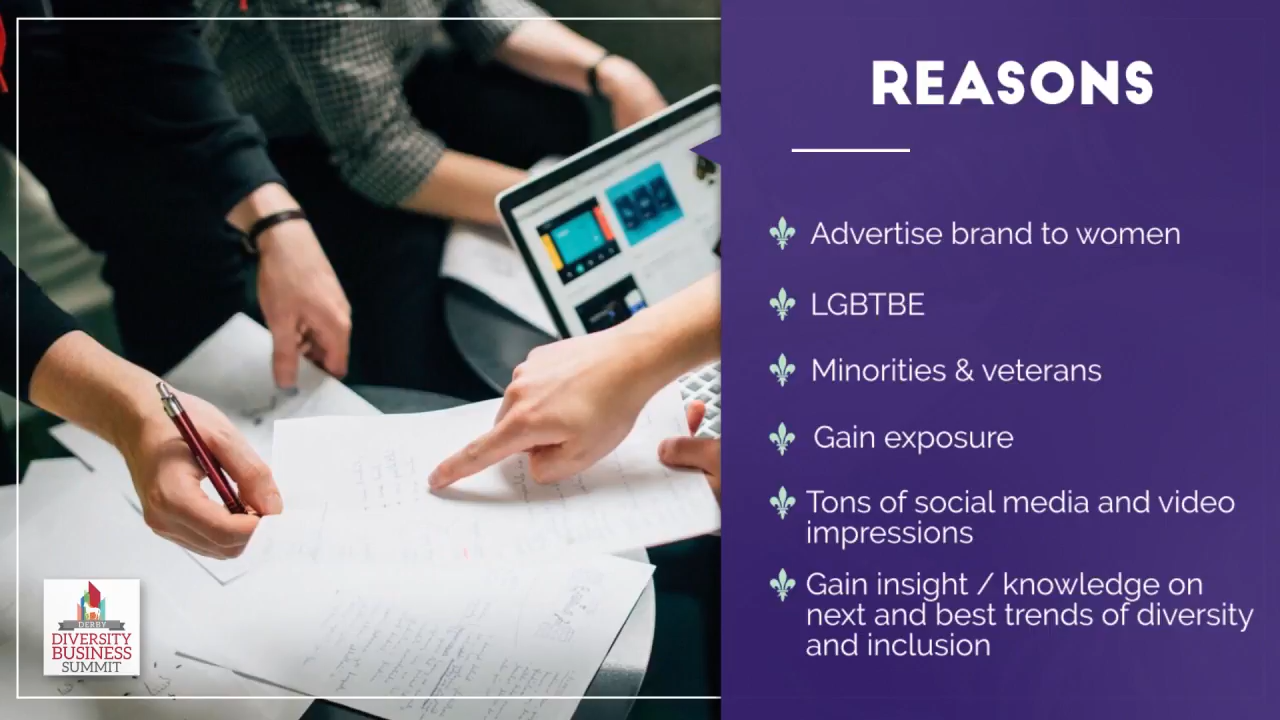 REASONS
Advertise brand to women
LGBTBE
Minorities & veterans
Gain exposure
Tons of social media and video
impressions
Gain insight / knowledge on
next and best trends of diversity
and inclusion
DERBY
DIVERSITY
BUSINESS
SUMMIT